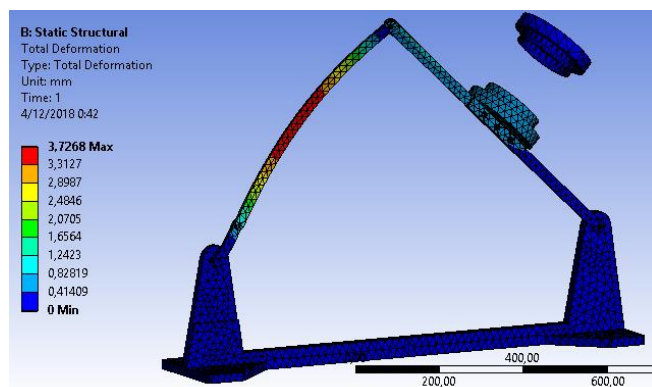 B: Static Structural
Total Deformation
Type: Total Deformation
Unit: mm
Time: 1
4/12/2018 0:42
3,7268 Max
3,3127
2,8987
2,4846
2,0705
1,6564
1,2423
0,82819
0,41409
0 Min
400,00
200,00
600,00